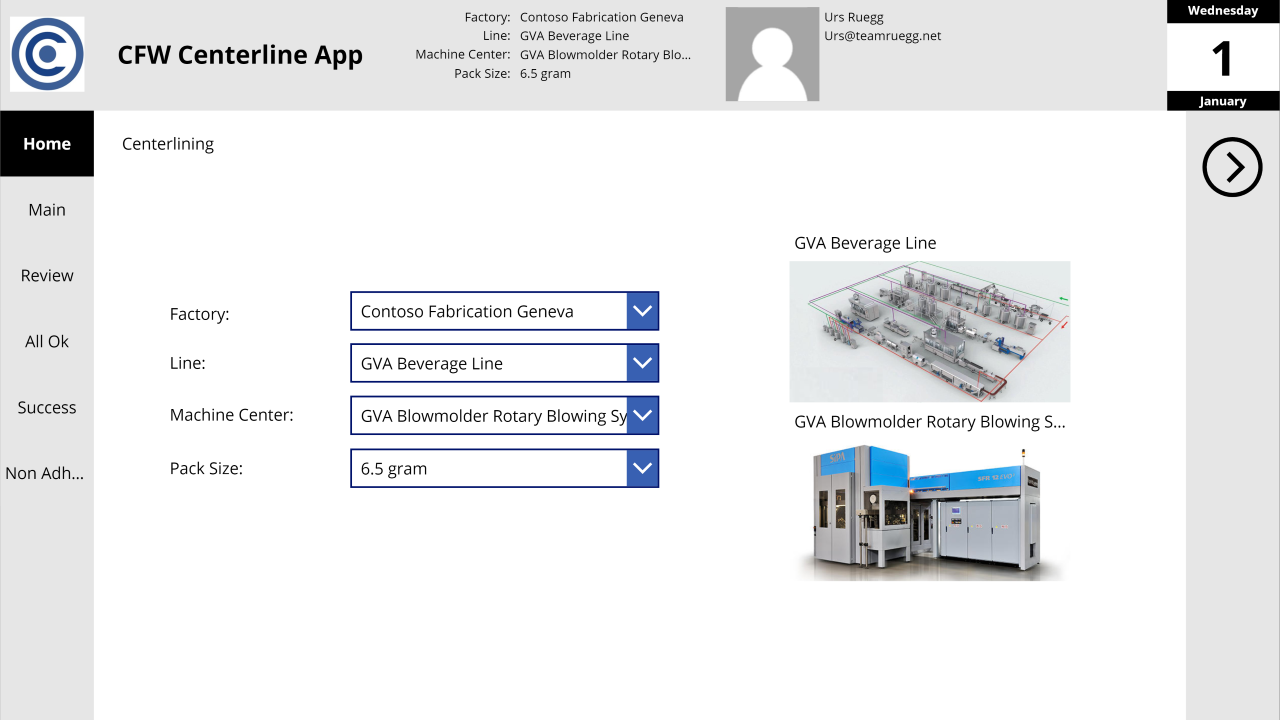 CFW Centerline App
Factory: Contoso Fabrication Geneva
Line: GVA Beverage Line
Machine Center: GVA Blowmolder Rotary Blo...
Pack Size: 6.5 gram
Urs Ruegg
Urs@teamruegg.net
Wednesday
1
January
Home
Main
Review
All Ok
Success
Non Adh...
Centerlining
Factory: Contoso Fabrication Geneva
Line: GVA Beverage Line
Machine Center: GVA Blowmolder Rotary Blowing Sy
Pack Size: 6.5 gram
GVA Beverage Line
GVA Blowmolder Rotary Blowing S...
SIPA